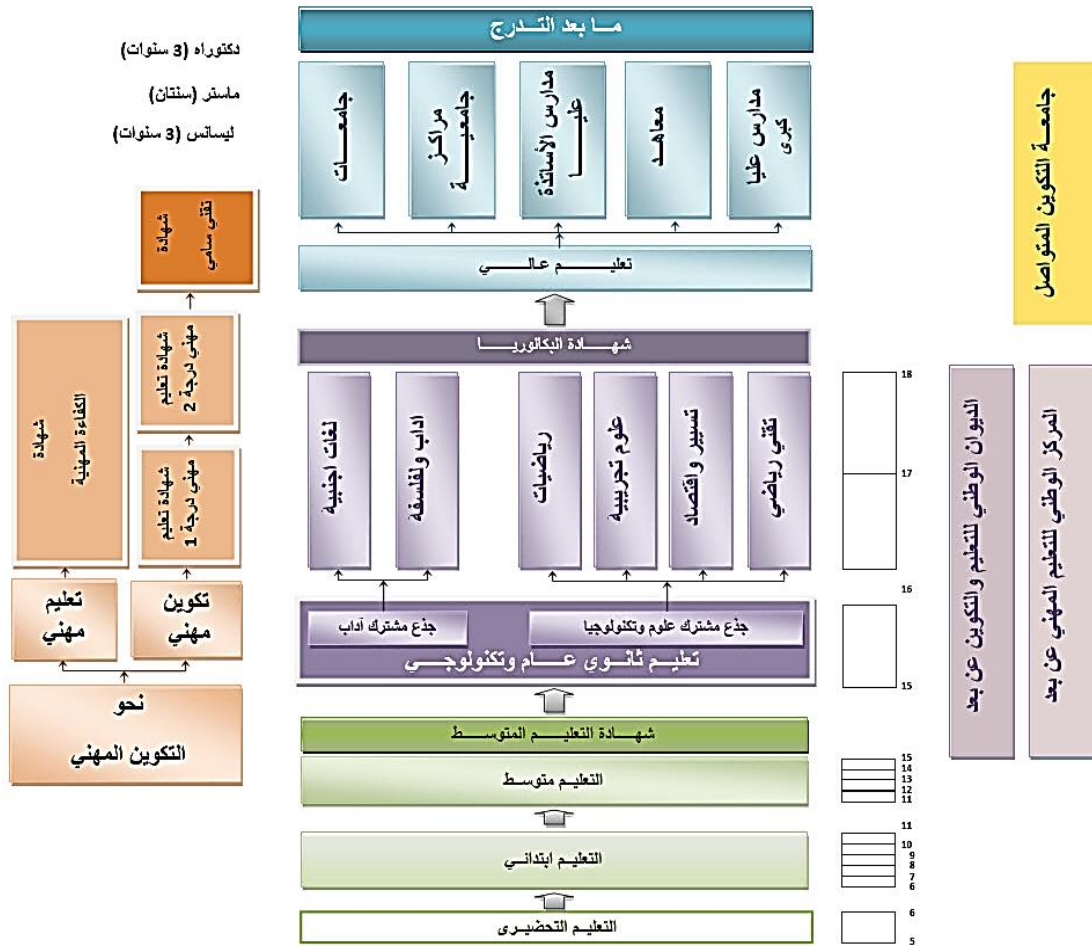 ما بعد التدرج
دكتوراه (3 سنوات)
ماستر (سنتان)
ليسانس (3 سنوات)
جامعات
مراكز
جامعية
مدارس الأساتذة
عليا
معاهد
مدارس عليا
كبرى
جامعة التكوين المتواصل
شهادة
تقني سامي
تعليم عالي
شهادة البكالوريا
شهادة
الكفاءة المهنية
شهادة تعليم
مهني درجة 2
شهادة تعليم
مهني درجة 1
لغات اجنبية
اداب وفلسفة
رياضيات
علوم تجريبية
تسيير واقتصاد
تقني رياضي
18
17
16
15
الديوان الوطني للتعليم والتكوين عن بعد
المركز الوطني للتعليم المهني عن بعد
تعليم
مهني
تكوين
مهني
جذع مشترك آداب
جذع مشترك علوم وتكنولوجيا
تعليم ثانوي عام وتكنولوجي
نحو
التكوين المهني
شهادة التعليم المتوسط
التعليم متوسط
15
14
13
12
11
التعليم ابتدائي
11
10
9
8
7
6
التعليم التحضيرى
6
5